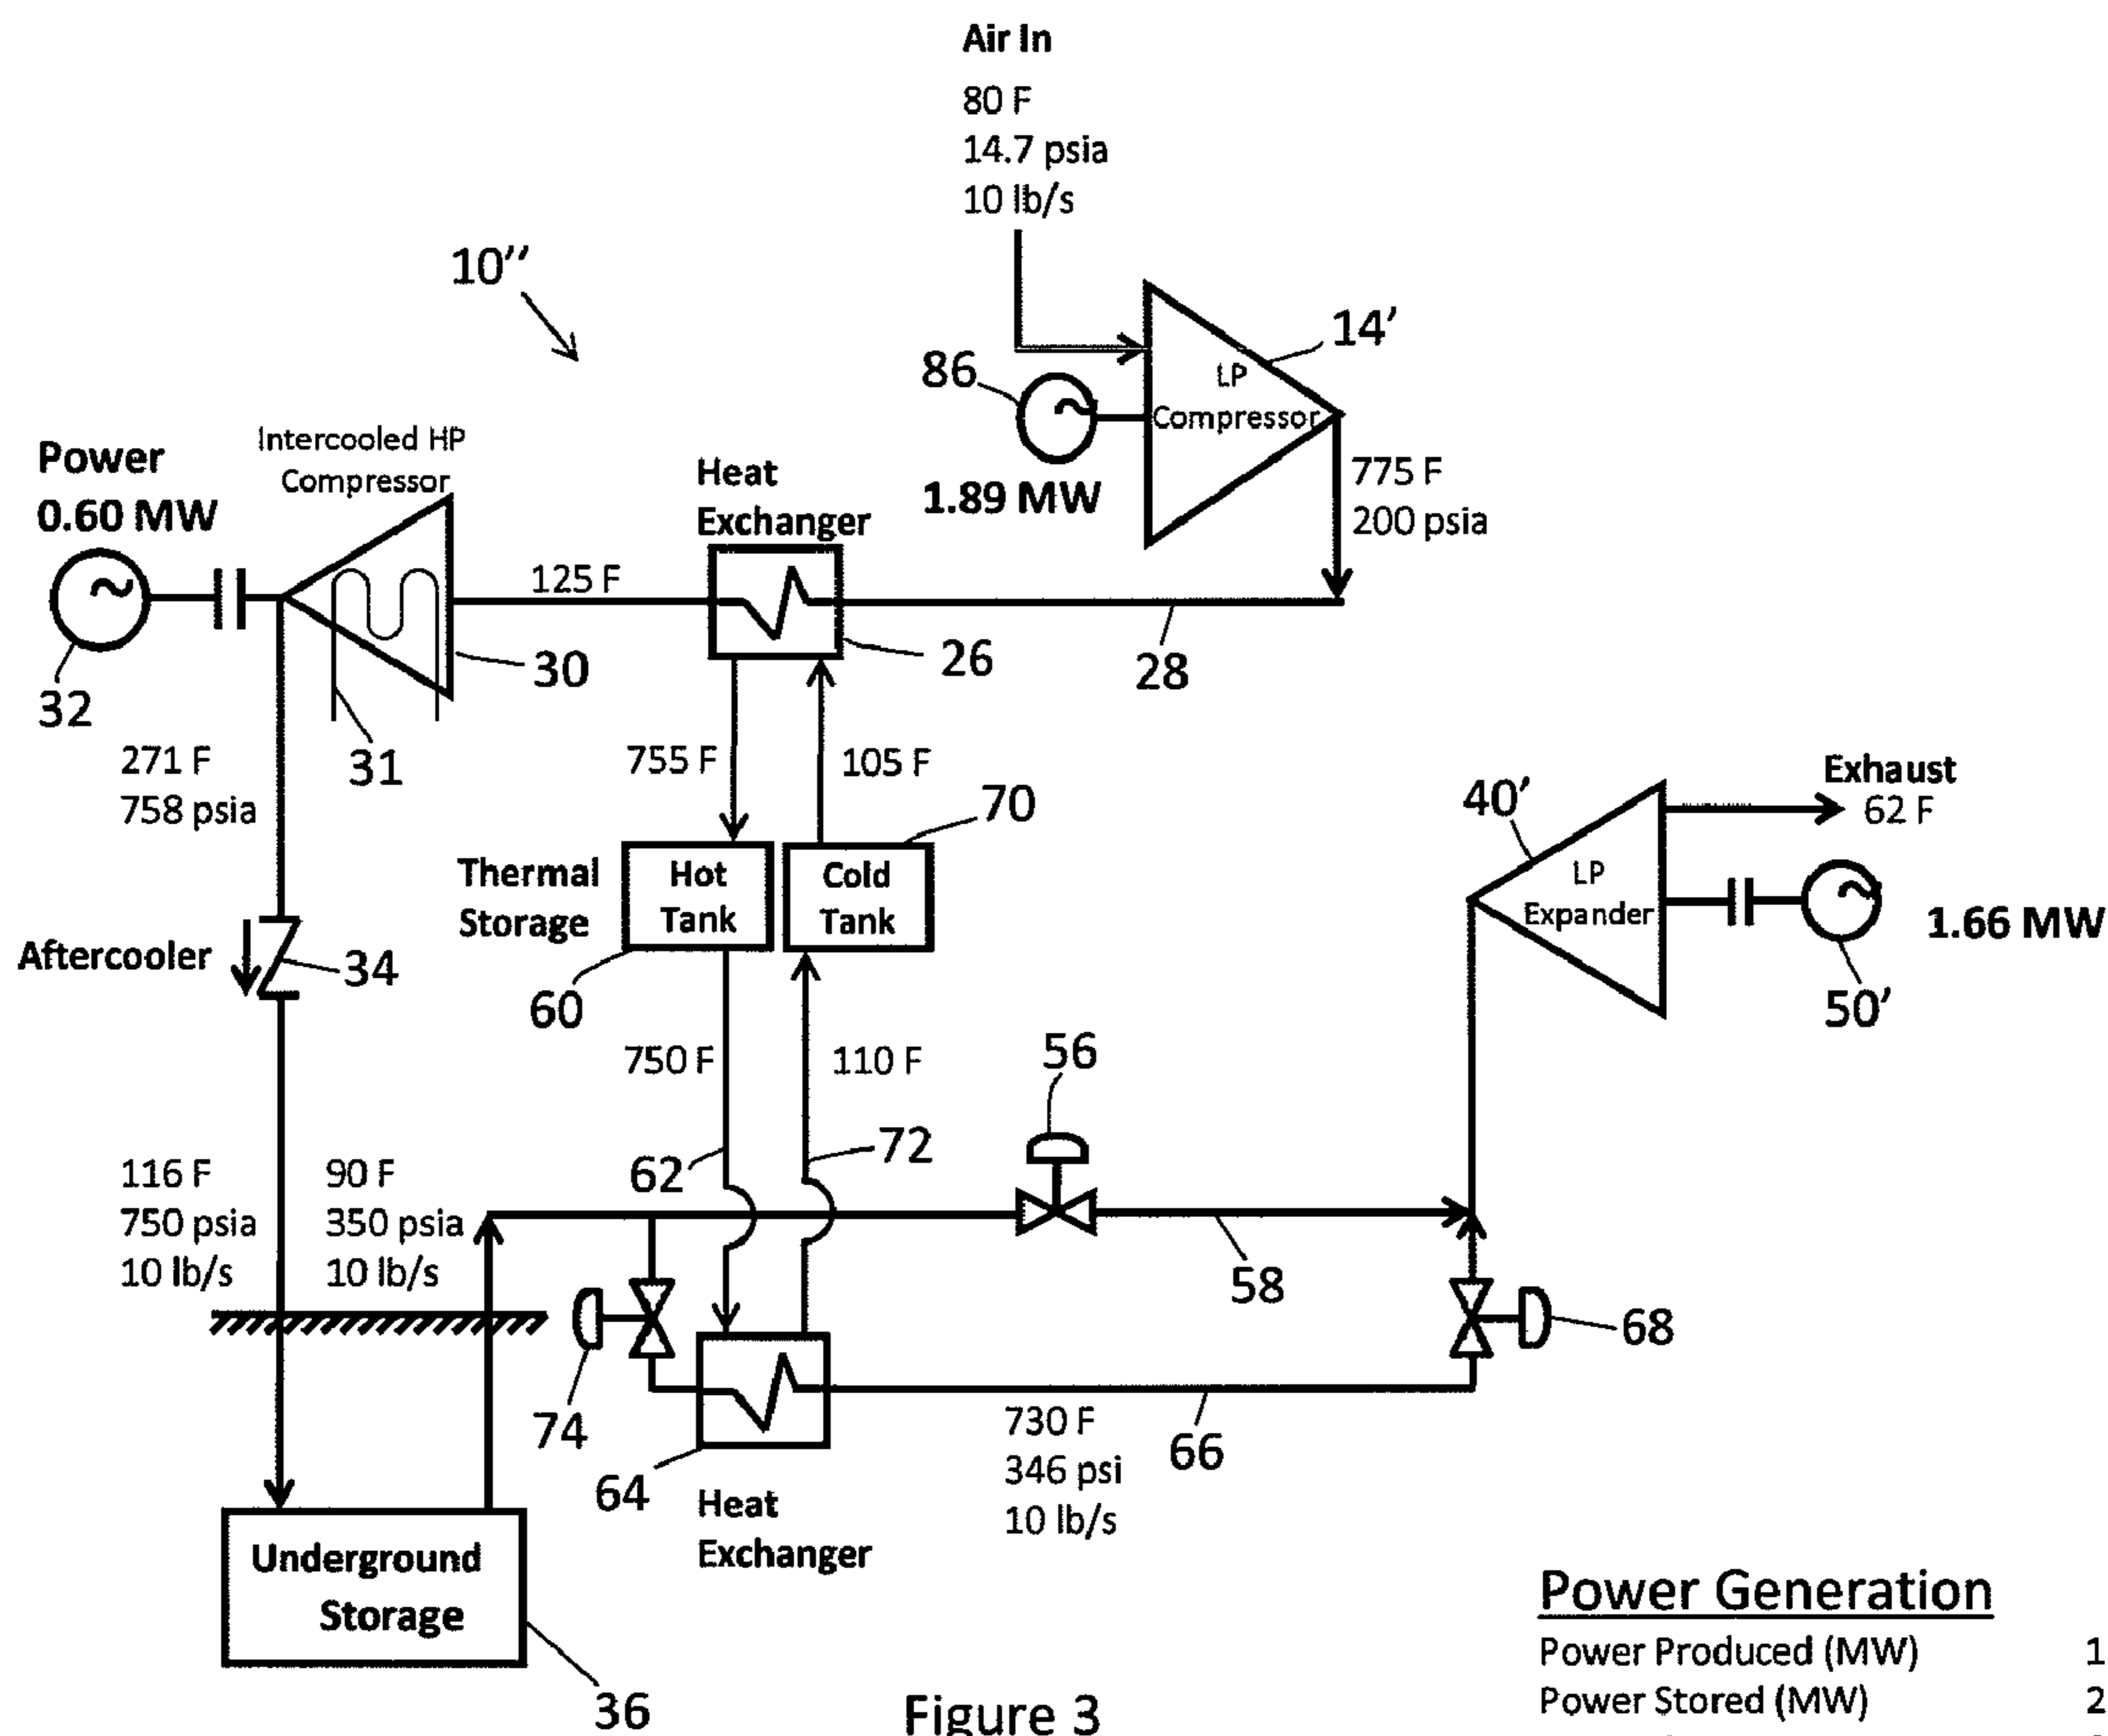 Air In
80 F
14.7 psia
10 lb/s
10’’
14’
LP
Compressor
86
1.89 MW
775 F
200 psia
Power
0.60 MW
Intercooled HP
Compressor
Heat
Exchanger
125 F
26
28
30
32
31
271 F
758 psia
755 F
105 F
70
Thermal
Storage
Hot
Tank
Cold
Tank
60
Aftercooler
34
40’
Exhaust
62 F
LP
Expander
1.66 MW
50’
750 F
110 F
56
62
72
116 F
750 psia
10 lb/s
90 F
350 psia
10 lb/s
58
68
74
64
Heat
Exchanger
730 F
346 psi
10 lb/s
66
Underground
Storage
36
Figure 3
Power Generation
Power Produced (MW) 1
Power Stored (MW) 2